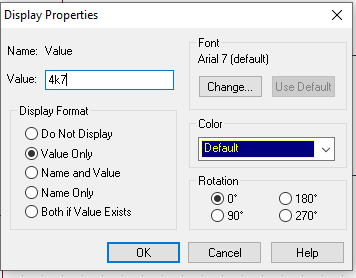 Display Properties
Name: Value
Value: 4k7
Display Format
Do Not Display
Value Only
Name and Value
Name Only
Both if Value Exists
Font
Arial 7 (default)
Change... Use Default
Color
Default
Rotation
0° 180°
90° 270°
OK Cancel Help